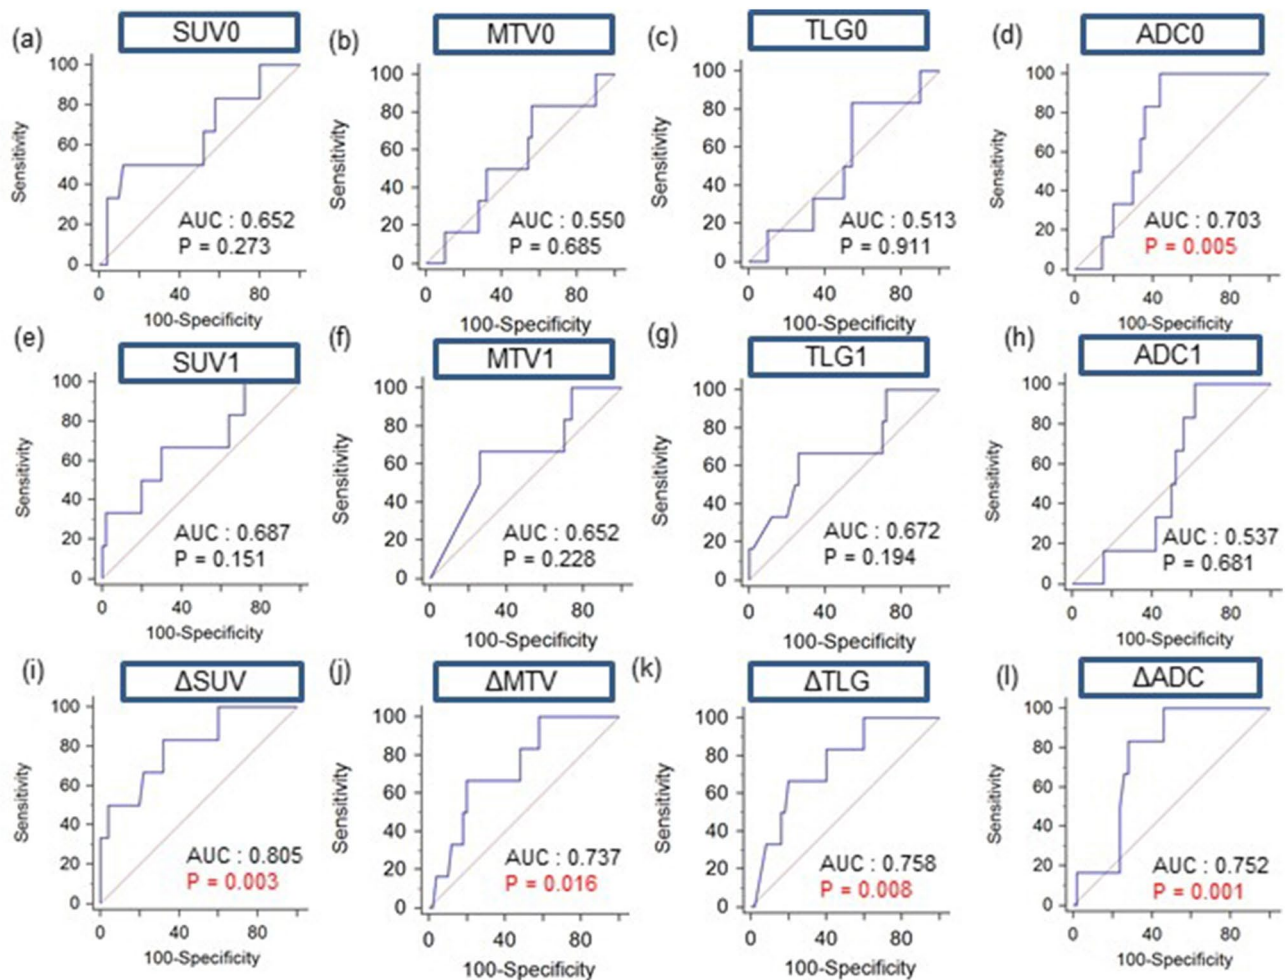 (a)
SUV0
100
80
60
40
20
0
Sensitivity
AUC : 0.652
P = 0.273
0 40 80
100-Specificity
(b)
MTV0
100
80
60
40
20
0
Sensitivity
AUC : 0.550
P = 0.685
0 40 80
100-Specificity
(c)
TLG0
100
80
60
40
20
0
Sensitivity
AUC : 0.513
P = 0.911
0 40 80
100-Specificity
(d)
ADC0
100
80
60
40
20
0
Sensitivity
AUC : 0.703
P = 0.005
0 40 80
100-Specificity
(e)
SUV1
100
80
60
40
20
0
Sensitivity
AUC : 0.687
P = 0.151
0 40 80
100-Specificity
(f)
MTV1
100
80
60
40
20
0
Sensitivity
AUC : 0.652
P = 0.228
0 40 80
100-Specificity
(g)
TLG1
100
80
60
40
20
0
Sensitivity
AUC : 0.672
P = 0.194
0 40 80
100-Specificity
(h)
ADC1
100
80
60
40
20
0
Sensitivity
AUC : 0.537
P = 0.681
0 40 80
100-Specificity
(i)
ΔSUV
100
80
60
40
20
0
Sensitivity
AUC : 0.805
P = 0.003
0 40 80
100-Specificity
(j)
ΔMTV
100
80
60
40
20
0
Sensitivity
AUC : 0.737
P = 0.016
0 40 80
100-Specificity
(k)
ΔTLG
100
80
60
40
20
0
Sensitivity
AUC : 0.758
P = 0.008
0 40 80
100-Specificity
(l)
ΔADC
100
80
60
40
20
0
Sensitivity
AUC : 0.752
P = 0.001
0 40 80
100-Specificity